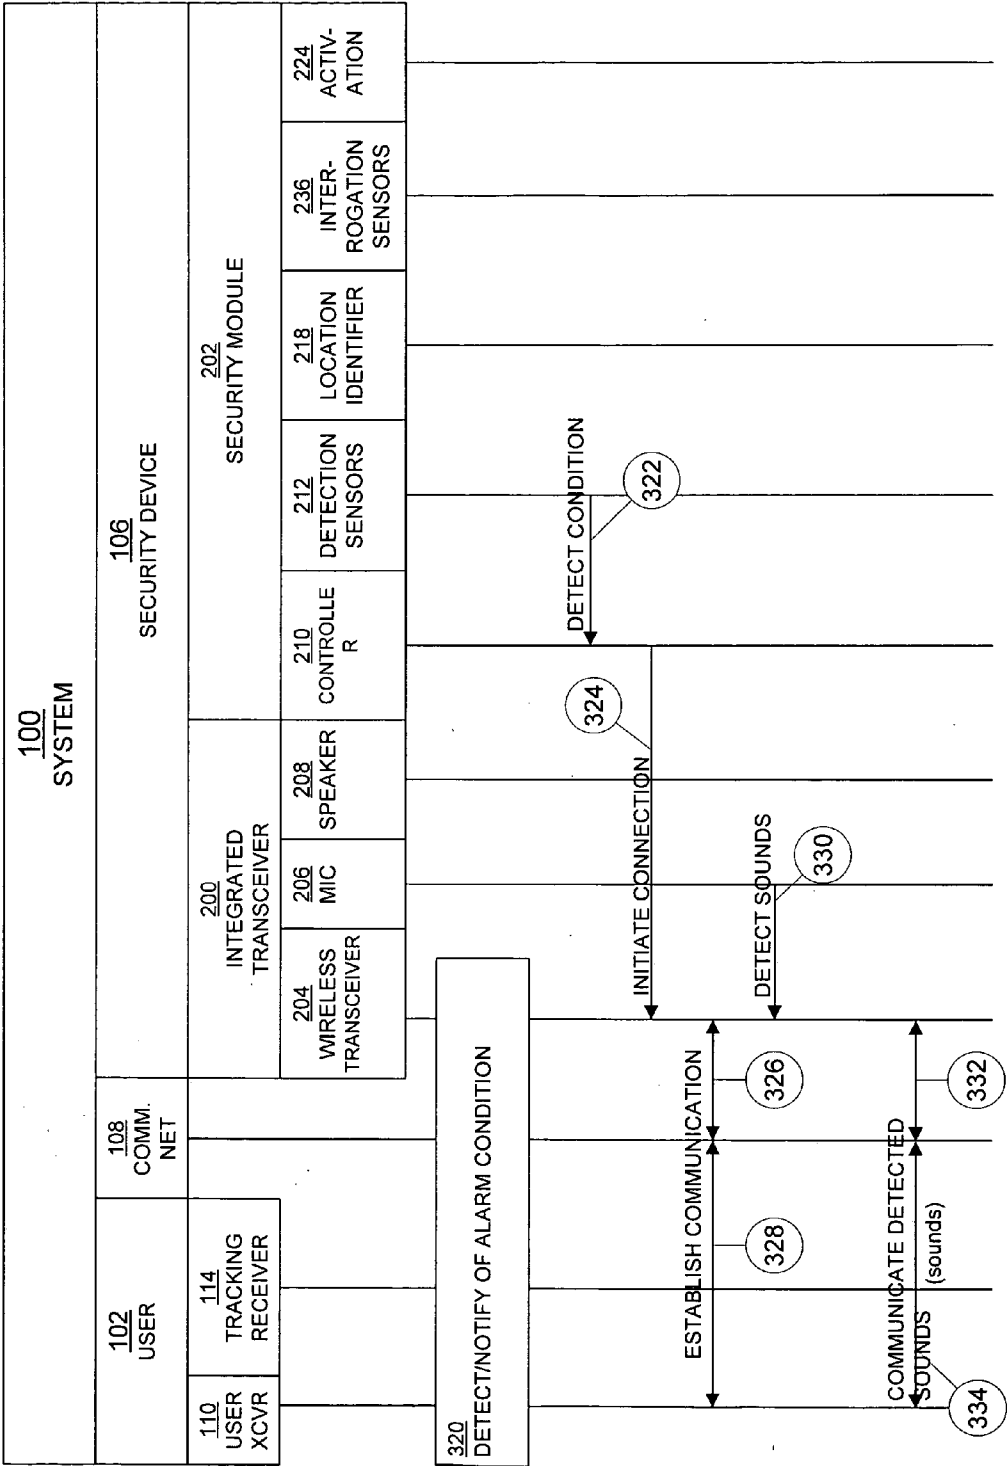 100
SYSTEM
102
USER
108
COMM.
NET
106
SECURITY DEVICE
110
USER
XCVR
114
TRACKING
RECEIVER
200
INTEGRATED
TRANSCEIVER
202
SECURITY MODULE
204
WIRELESS
TRANSCEIVER
206
MIC
208
SPEAKER
210
CONTROLLE
R
212
DETECTION
SENSORS
218
LOCATION
IDENTIFIER
236
INTER-
ROGATION
SENSORS
224
ACTIV-
ATION
320
DETECT/NOTIFY OF ALARM CONDITION
DETECT CONDITION
322
324
INITIATE CONNECTION
ESTABLISH COMMUNICATION
328
326
DETECT SOUNDS
330
COMMUNICATE DETECTED
SOUNDS
(sounds)
334
332